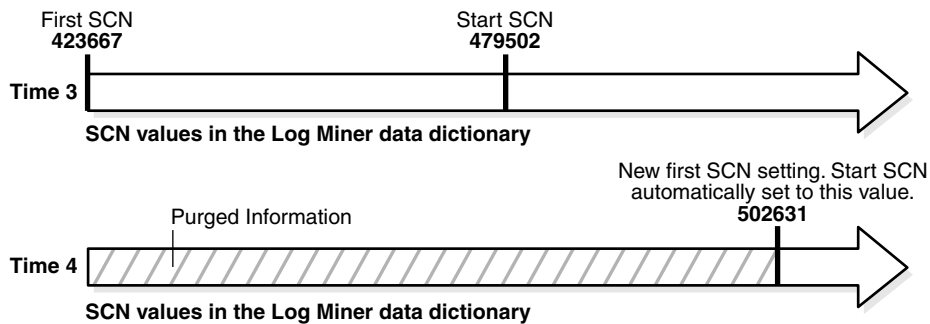 First SCN
423667
Start SCN
479502
Time 3
SCN values in the Log Miner data dictionary
New first SCN setting. Start SCN
automatically set to this value.
502631
Purged Information
Time 4
SCN values in the Log Miner data dictionary